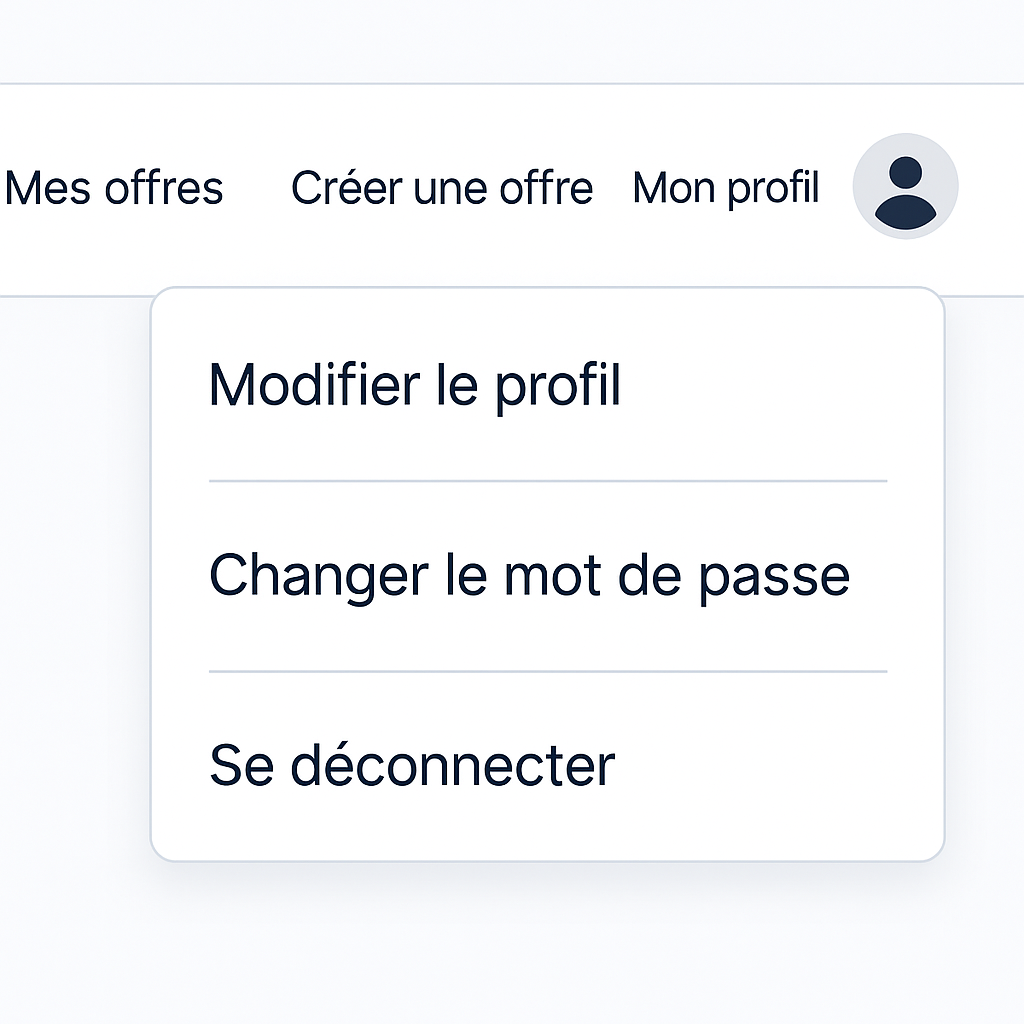 Mes offres Créer une offre Mon profil
Modifier le profil
Changer le mot de passe
Se déconnecter